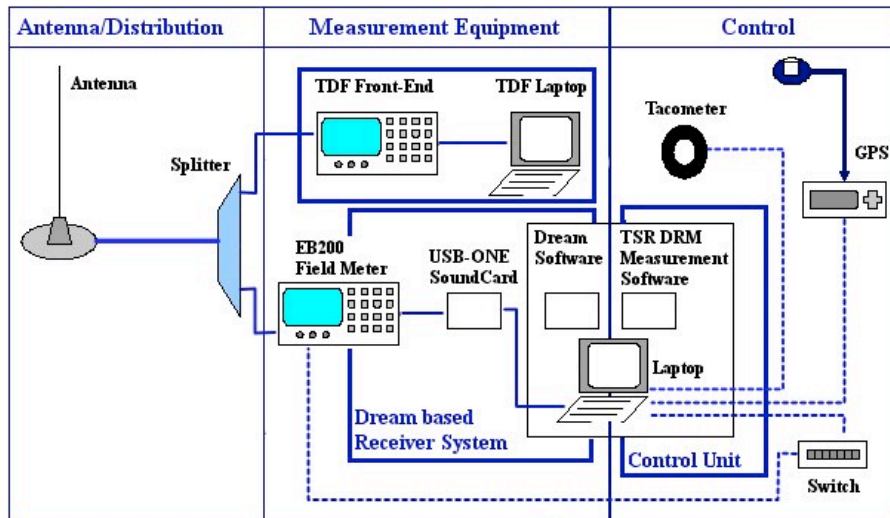 Antenna/Distribution
Measurement Equipment
Control
Antenna
Splitter
TDF Front-End
TDF Laptop
Tacometer
GPS
EB200
Field Meter
USB-ONE
SoundCard
Dream
Software
TSR DRM
Measurement
Software
Laptop
Dream based
Receiver System
Control Unit
Switch